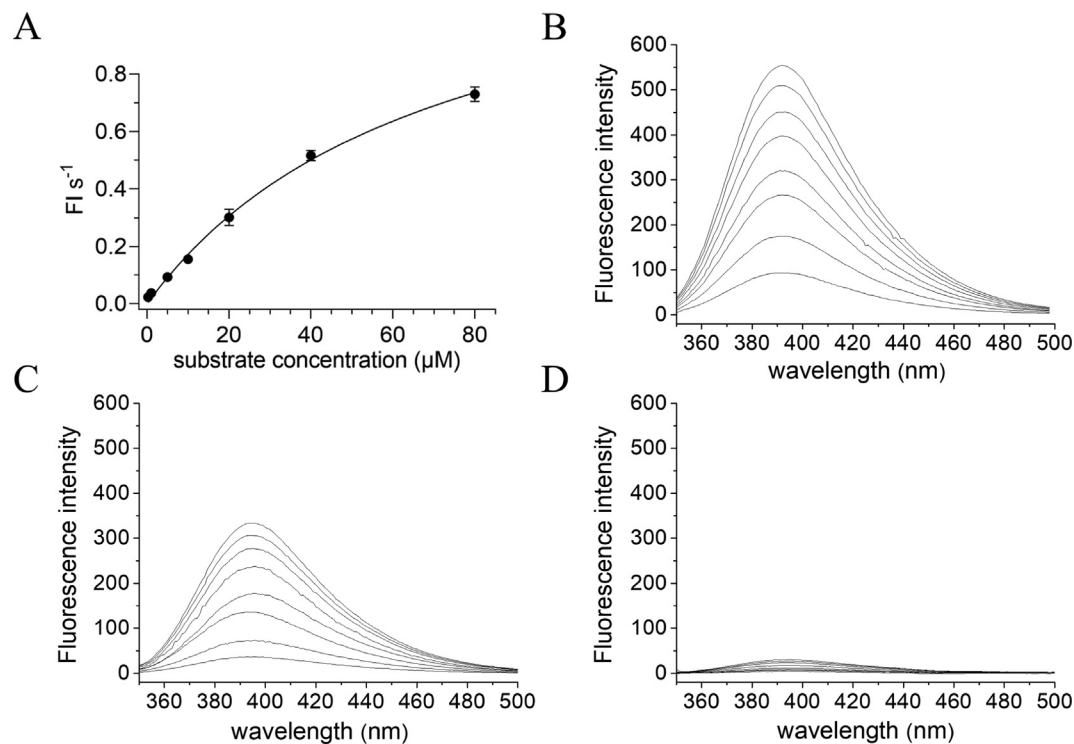 A
FI s⁻¹
0.8
0.6
0.4
0.2
0.0
0 20 40 60 80
substrate concentration (µM)
B
Fluorescence intensity
600
500
400
300
200
100
0
360 380 400 420 440 460 480 500
wavelength (nm)
C
Fluorescence intensity
600
500
400
300
200
100
0
360 380 400 420 440 460 480 500
wavelength (nm)
D
Fluorescence intensity
600
500
400
300
200
100
0
360 380 400 420 440 460 480 500
wavelength (nm)